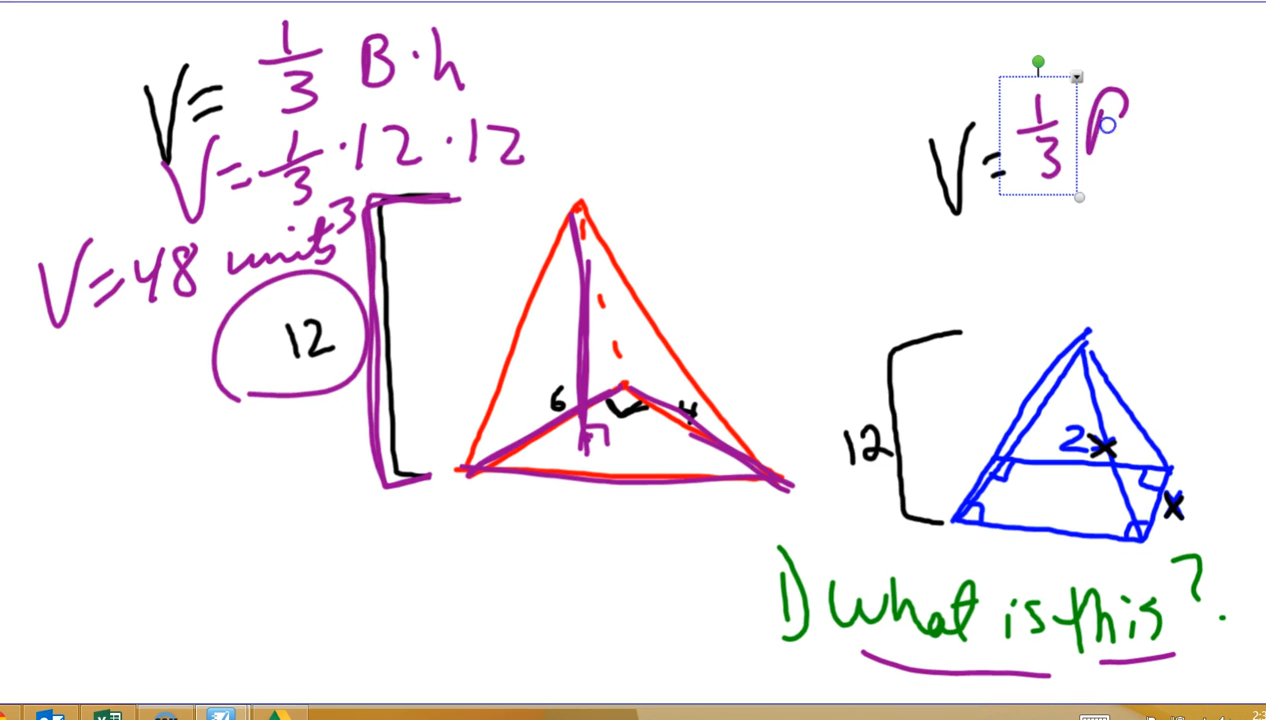 V = 1/3 B · h
V = 1/3 · 12 · 12
V = 48 units³
12
6
4
V = 1/3
12
2x
x
1) What is this?